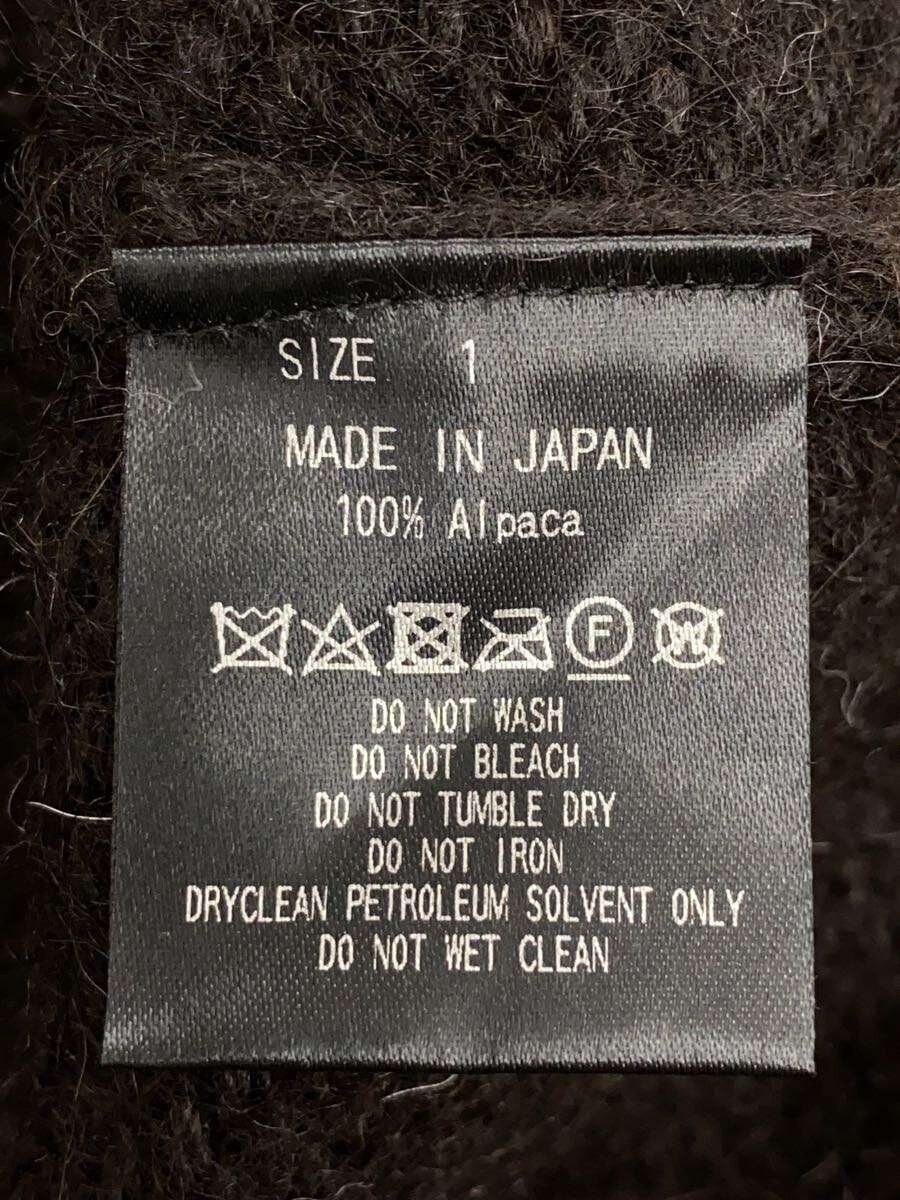 SIZE 1
MADE IN JAPAN
100% Alpaca
F W
DO NOT WASH
DO NOT BLEACH
DO NOT TUMBLE DRY
DO NOT IRON
DRYCLEAN PETROLEUM SOLVENT ONLY
DO NOT WET CLEAN